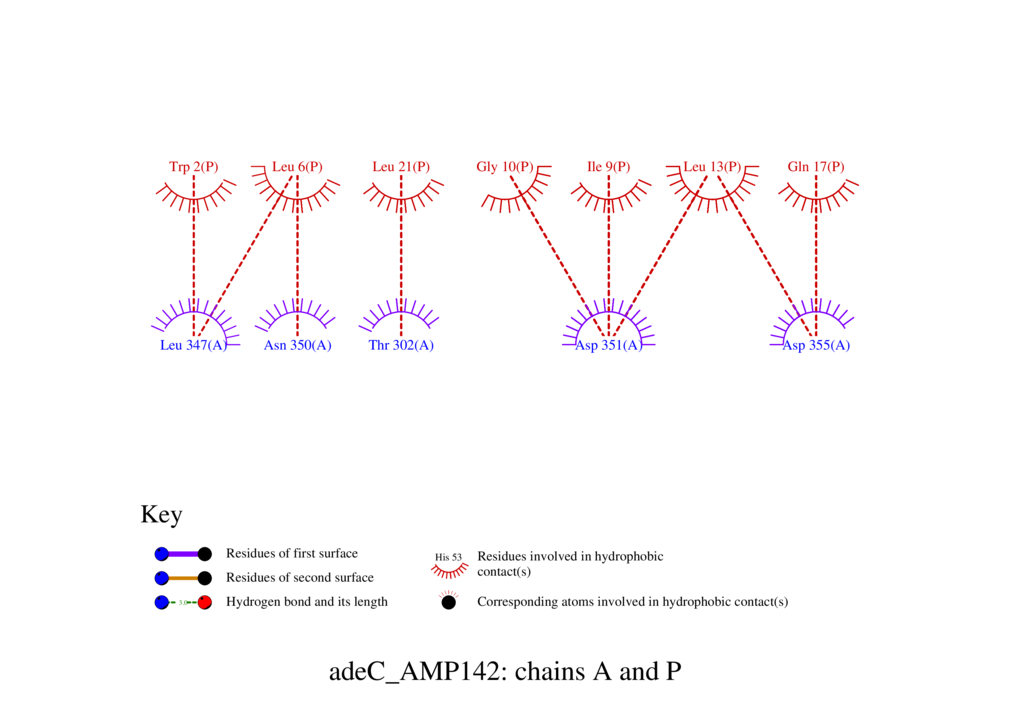 Trp 2(P) Leu 6(P) Leu 21(P) Gly 10(P) Ile 9(P) Leu 13(P) Gln 17(P)
Leu 347(A) Asn 350(A) Thr 302(A) Asp 351(A) Asp 355(A)
Key
Residues of first surface
Residues of second surface
3.0 Hydrogen bond and its length
His 53 Residues involved in hydrophobic
contact(s)
Corresponding atoms involved in hydrophobic contact(s)
adeC_AMP142: chains A and P